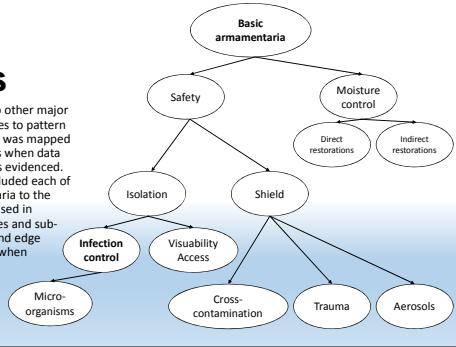 s
other major
es to pattern
was mapped
s when data
s evidenced.
luded each of
aria to the
sed in
es and sub-
nd edge
when
Basic
armamentaria
Safety
Moisture
control
Direct
restorations
Indirect
restorations
Isolation
Shield
Infection
control
Visuability
Access
Micro-
organisms
Cross-
contamination
Trauma
Aerosols